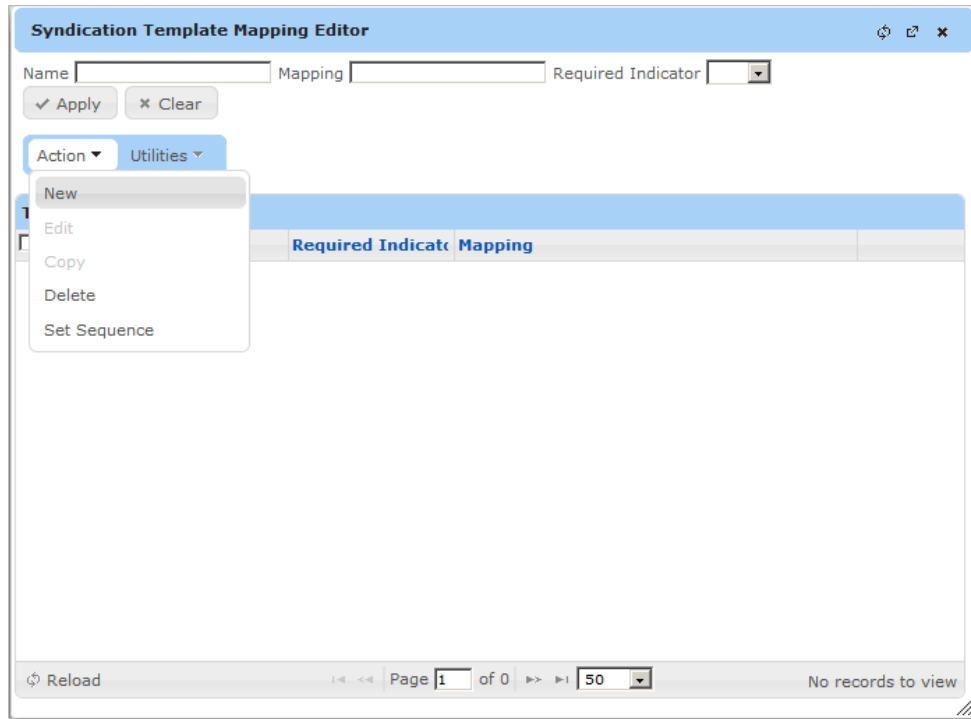 Syndication Template Mapping Editor
Name Mapping Required Indicator
Apply Clear
Action Utilities
New
Edit
Copy
Delete
Set Sequence
Required Indicato Mapping
Reload Page 1 of 0 50 No records to view